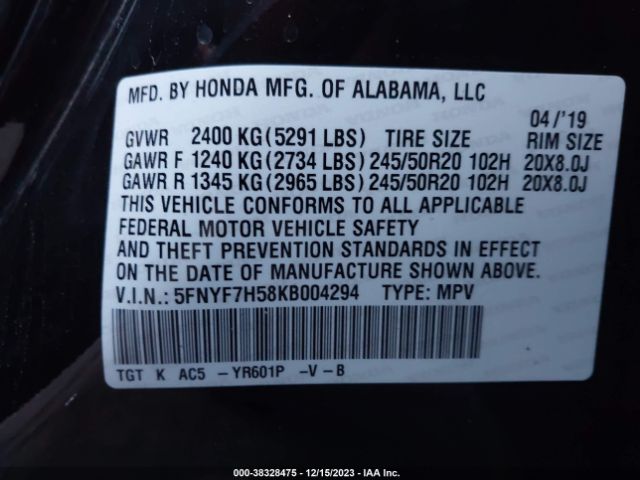 MFD. BY HONDA MFG. OF ALABAMA, LLC
04/'19
GVWR 2400 KG(5291 LBS) TIRE SIZE RIM SIZE
GAWR F 1240 KG(2734 LBS) 245/50R20 102H 20X8.0J
GAWR R 1345 KG(2965 LBS) 245/50R20 102H 20X8.0J
THIS VEHICLE CONFORMS TO ALL APPLICABLE
FEDERAL MOTOR VEHICLE SAFETY
AND THEFT PREVENTION STANDARDS IN EFFECT
ON THE DATE OF MANUFACTURE SHOWN ABOVE.
V.I.N.: 5FNYF7H58KB004294 TYPE: MPV
TGT K AC5 -YR601P -V-B
000-38328475 - 12/15/2023 - IAA Inc.